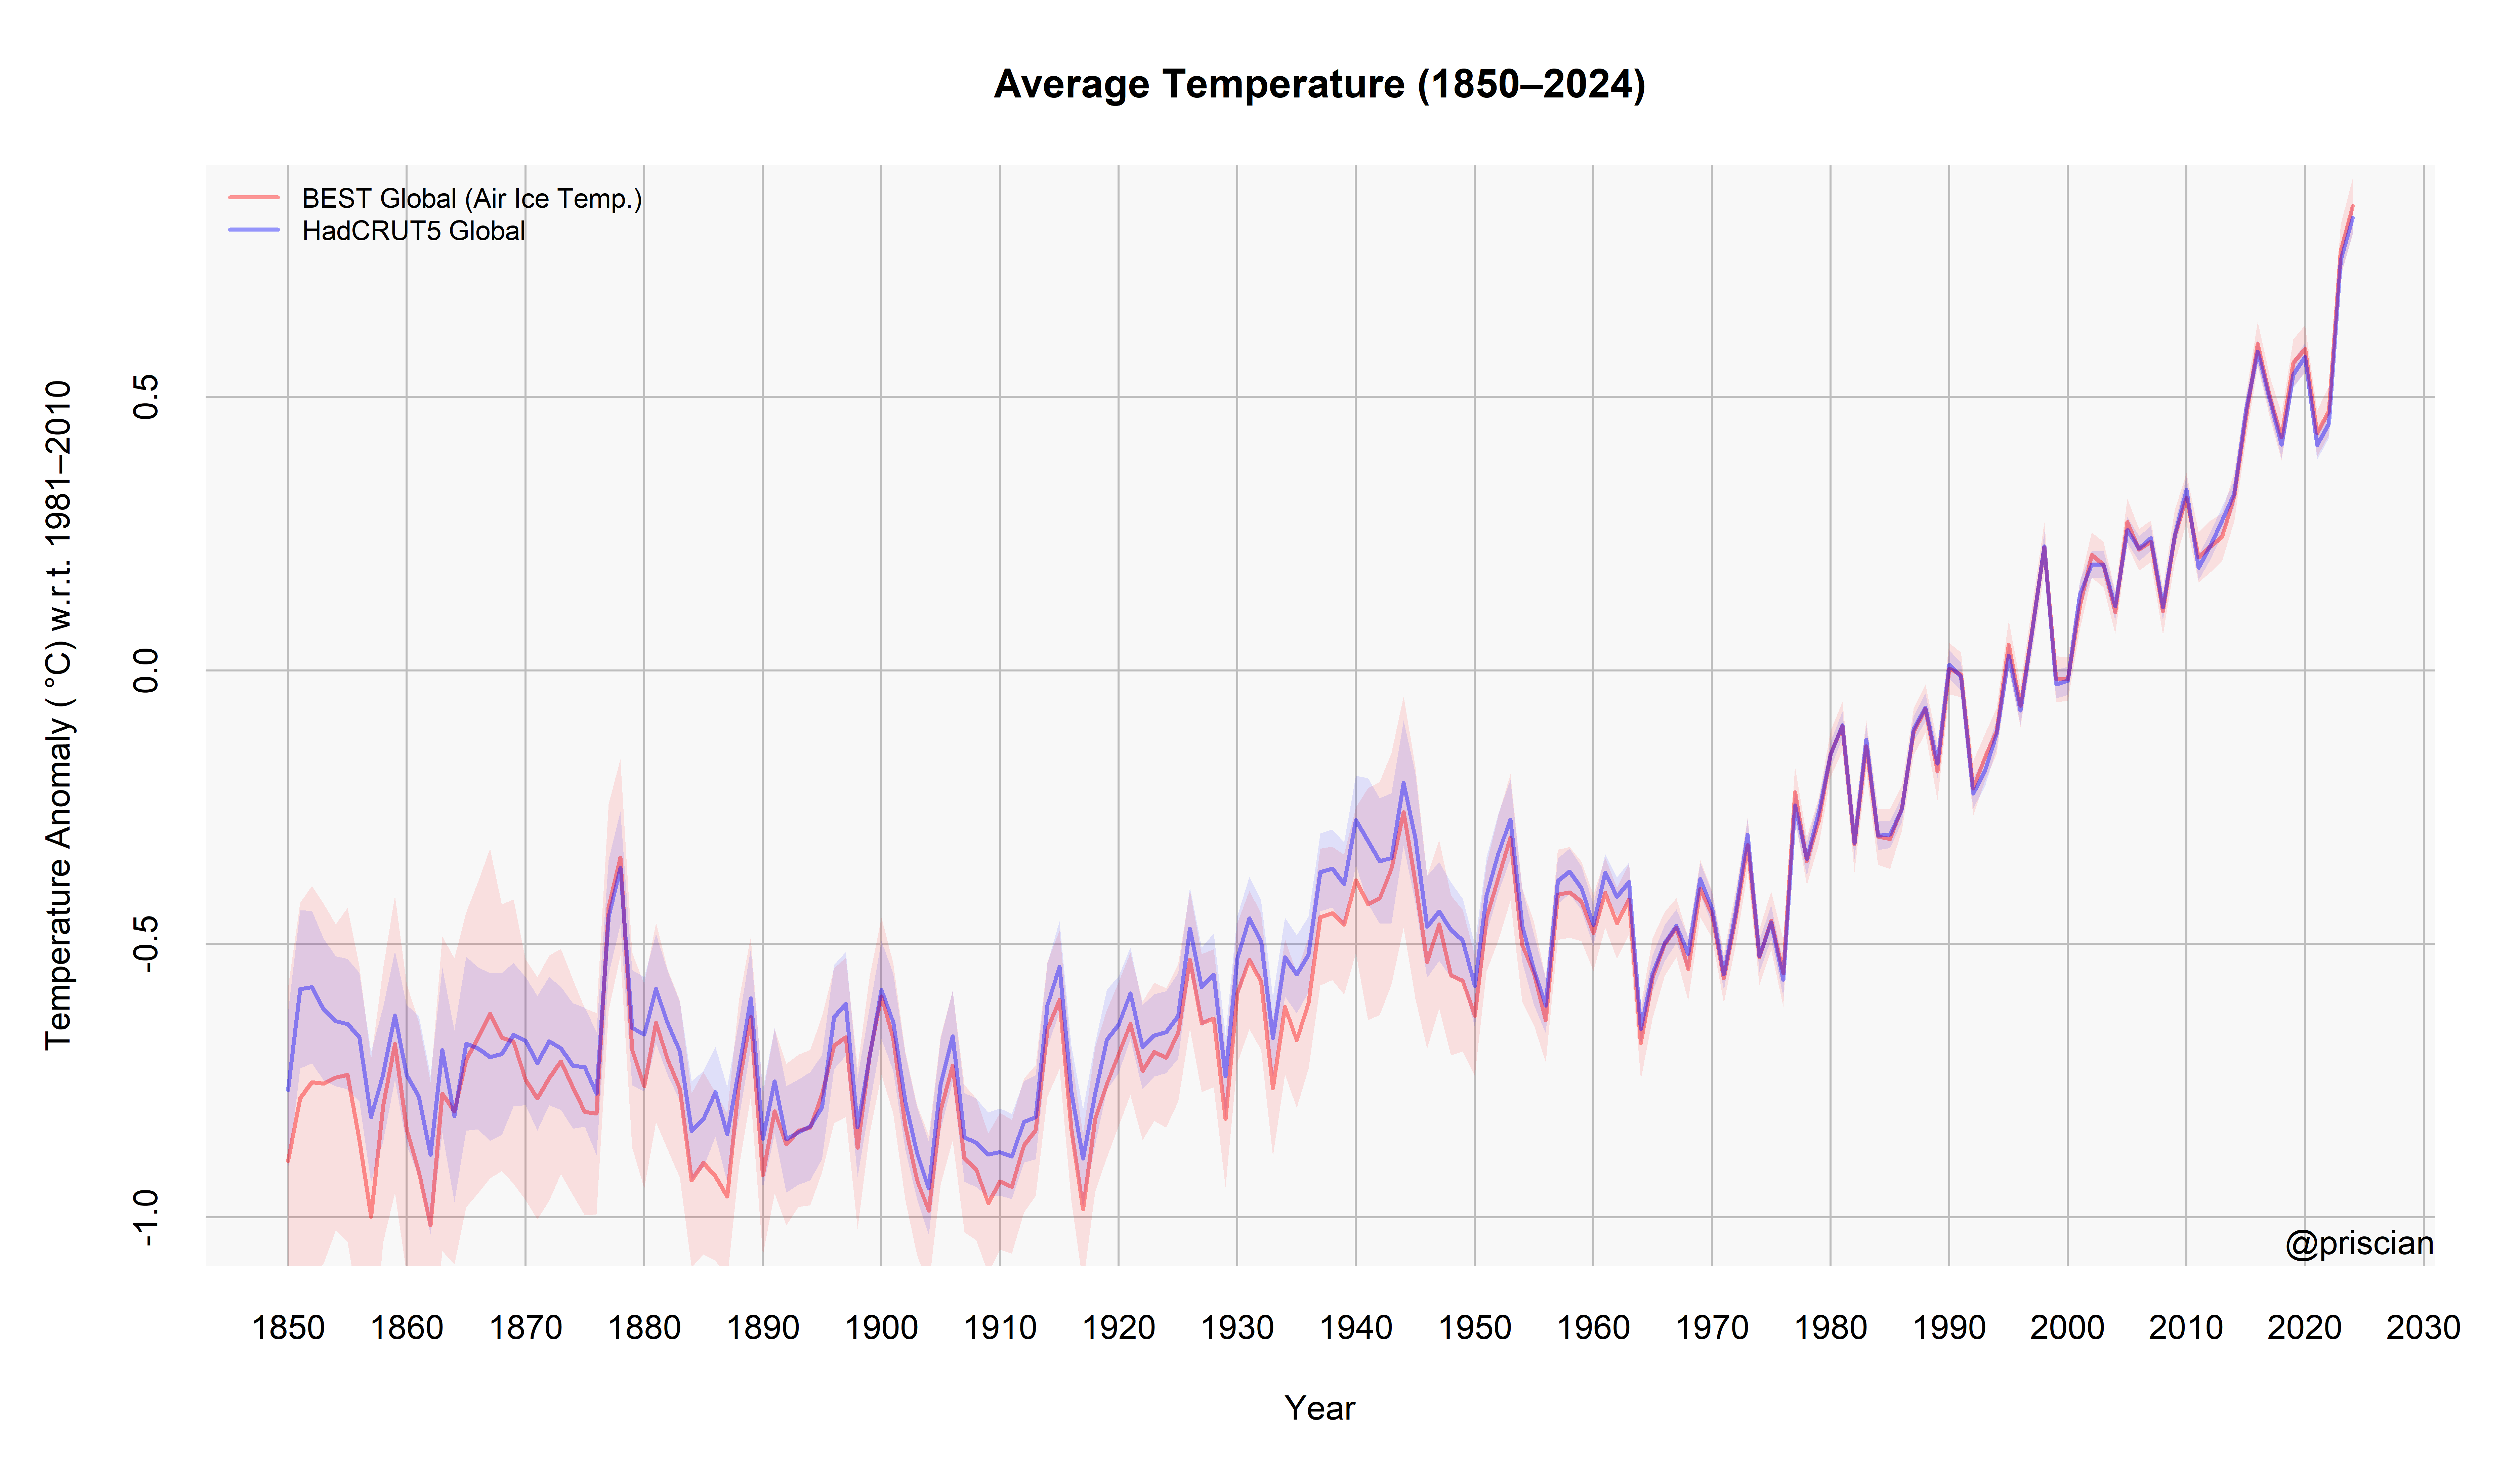 Average Temperature (1850–2024)
BEST Global (Air Ice Temp.)
HadCRUT5 Global
Temperature Anomaly (°C) w.r.t. 1981–2010
0.5
0.0
-0.5
-1.0
@priscian
1850 1860 1870 1880 1890 1900 1910 1920 1930 1940 1950 1960 1970 1980 1990 2000 2010 2020 2030
Year